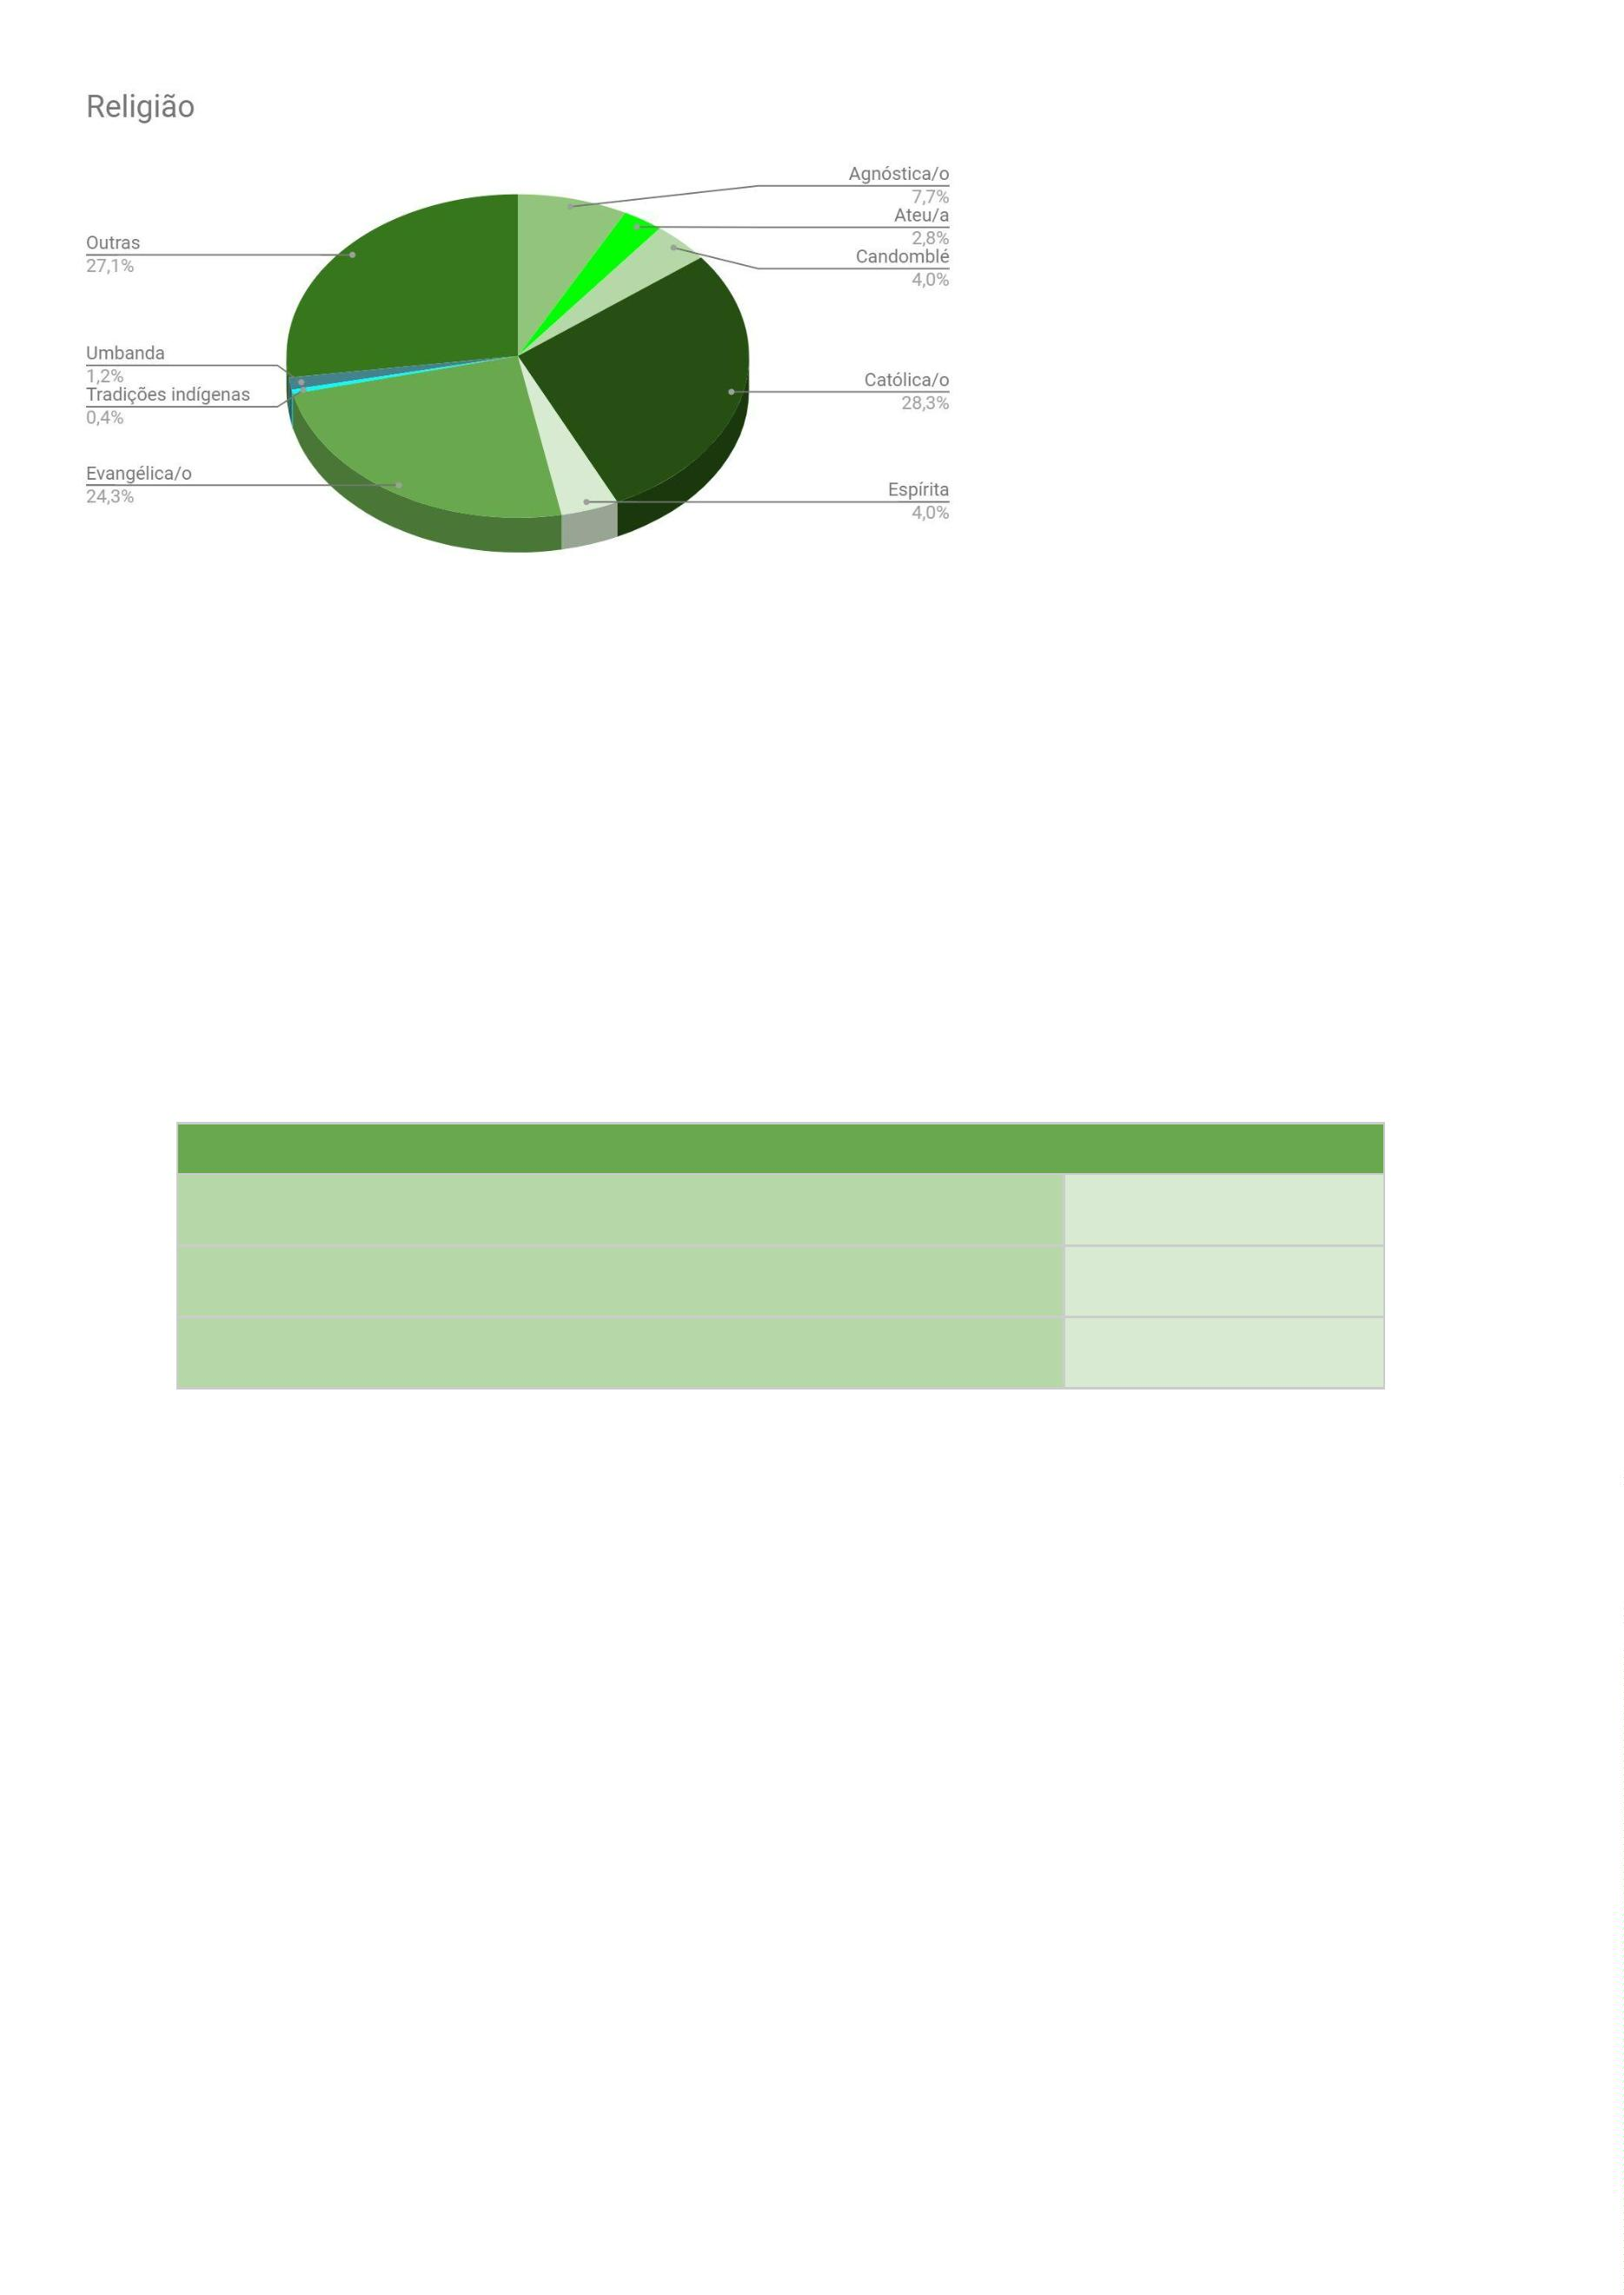 Religião
Agnóstica/o
7,7%
Ateu/a
2,8%
Candomblé
4,0%
Católica/o
28,3%
Espírita
4,0%
Outras
27,1%
Umbanda
1,2%
Tradições indígenas
0,4%
Evangélica/o
24,3%